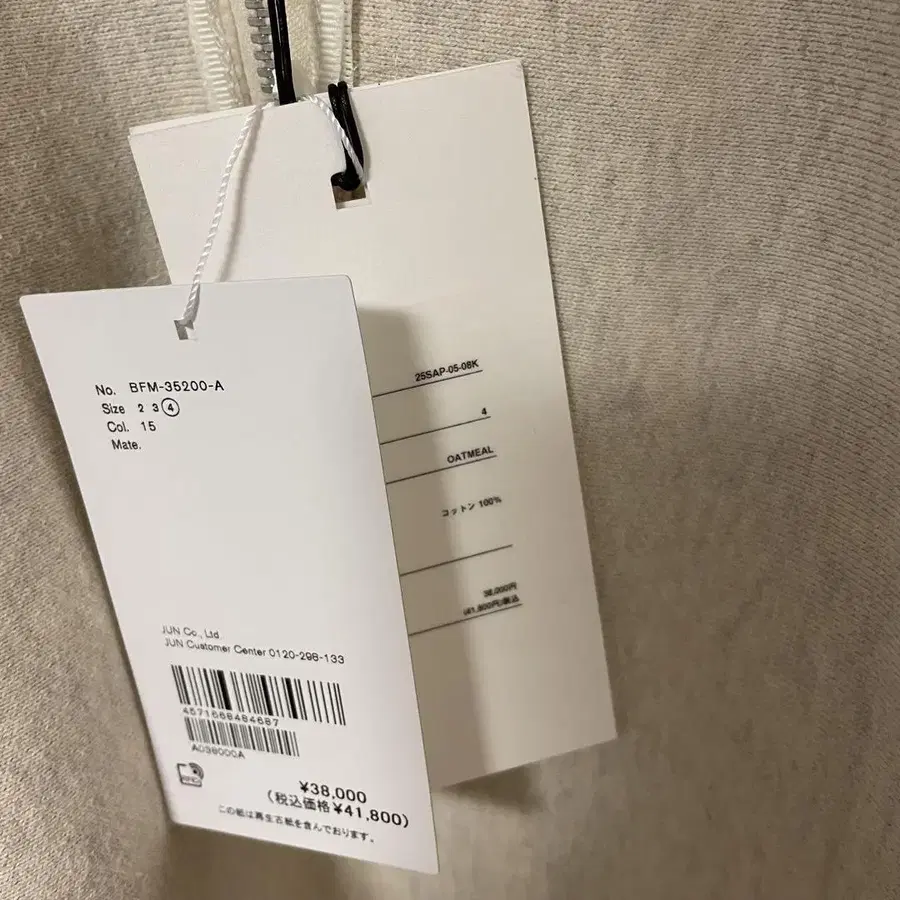 No. BFM-35200-A
Size 2 3 4
Col. 15
Mate.
JUN Co., Ltd.
JUN Customer Center 0120-298-133
4571668484687
A038000A
¥38,000
(税込価格¥41,800)
この紙は再生古紙を含んでおります。
25SAP-05-08K
4
OATMEAL
コットン 100%
38,000円
(41,800円)税込